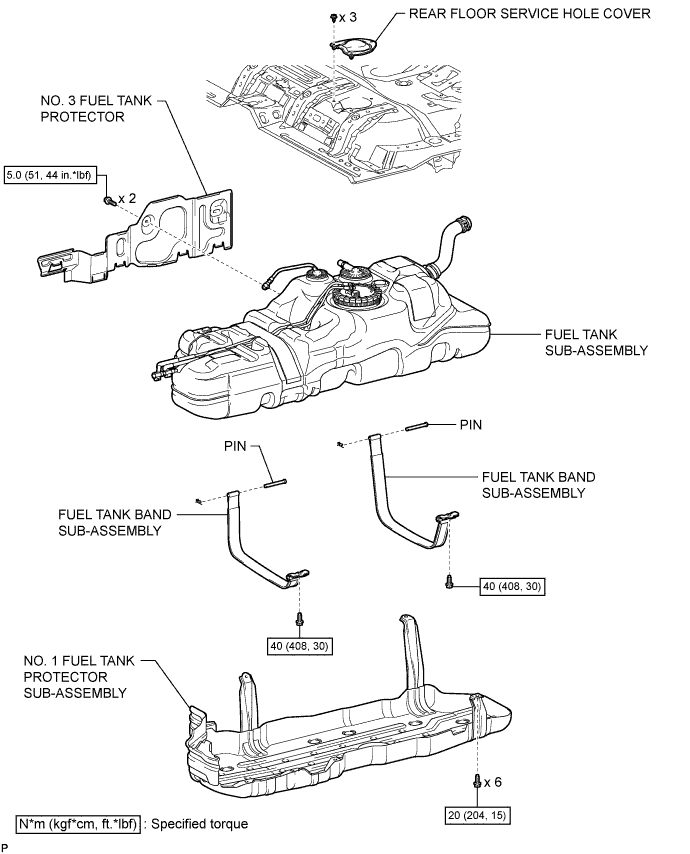 x 3
REAR FLOOR SERVICE HOLE COVER
NO. 3 FUEL TANK
PROTECTOR
5.0 (51, 44 in.*lbf)
x 2
FUEL TANK
SUB-ASSEMBLY
PIN
PIN
FUEL TANK BAND
SUB-ASSEMBLY
FUEL TANK BAND
SUB-ASSEMBLY
40 (408, 30)
40 (408, 30)
NO. 1 FUEL TANK
PROTECTOR
SUB-ASSEMBLY
x 6
20 (204, 15)
N*m (kgf*cm, ft.*lbf) : Specified torque
P